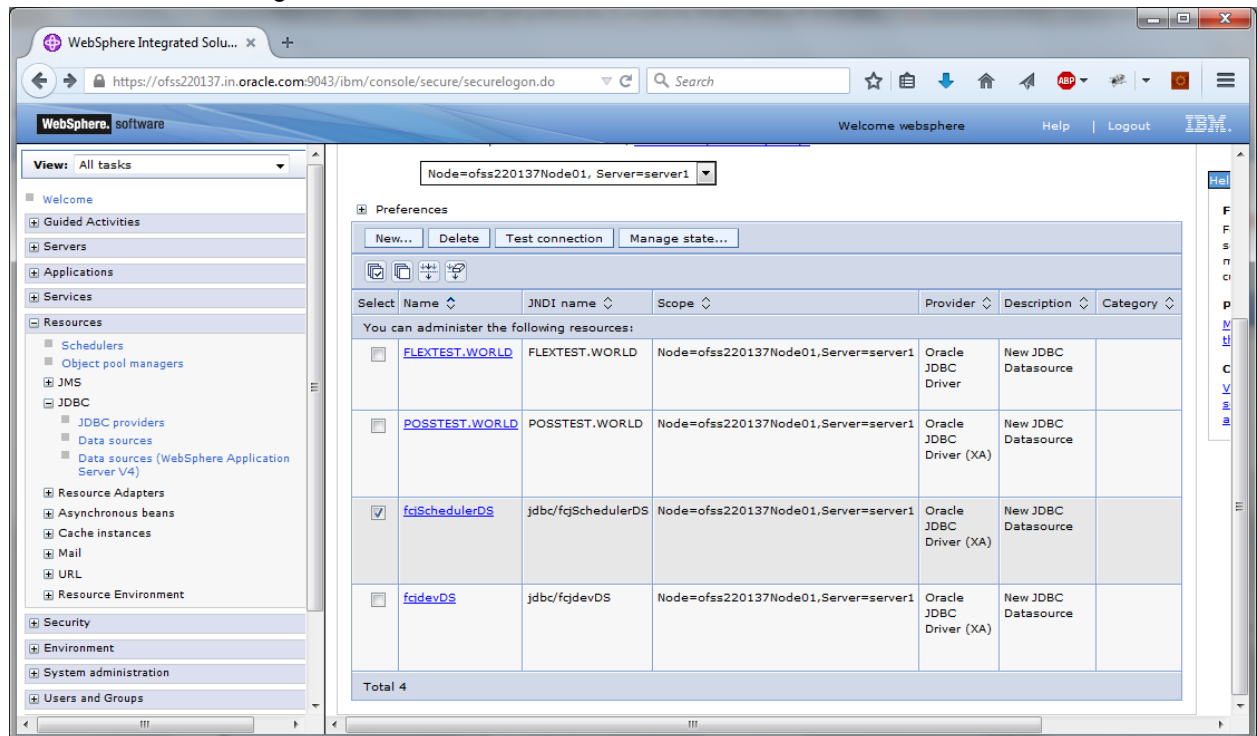 WebSphere Integrated Solu...
https://ofss220137.in.oracle.com:9043/ibm/console/secure/securelogon.do
Search
ABP
WebSphere. software
Welcome websphere
Help | Logout
IBM.
View: All tasks
Welcome
Guided Activities
Servers
Applications
Services
Resources
Schedulers
Object pool managers
JMS
JDBC
JDBC providers
Data sources
Data sources (WebSphere Application
Server V4)
Resource Adapters
Asynchronous beans
Cache instances
Mail
URL
Resource Environment
Security
Environment
System administration
Users and Groups
Node=ofss220137Node01, Server=server1
Preferences
New... Delete Test connection Manage state...
Select Name JNDI name Scope Provider Description Category
You can administer the following resources:
FLEXTEST.WORLD FLEXTEST.WORLD Node=ofss220137Node01,Server=server1 Oracle New JDBC
JDBC Datasource
Driver
POSSTEST.WORLD POSSTEST.WORLD Node=ofss220137Node01,Server=server1 Oracle New JDBC
JDBC Datasource
Driver (XA)
fcjSchedulerDS jdbc/fcjSchedulerDS Node=ofss220137Node01,Server=server1 Oracle New JDBC
JDBC Datasource
Driver (XA)
fcjdevDS jdbc/fcjdevDS Node=ofss220137Node01,Server=server1 Oracle New JDBC
JDBC Datasource
Driver (XA)
Total 4